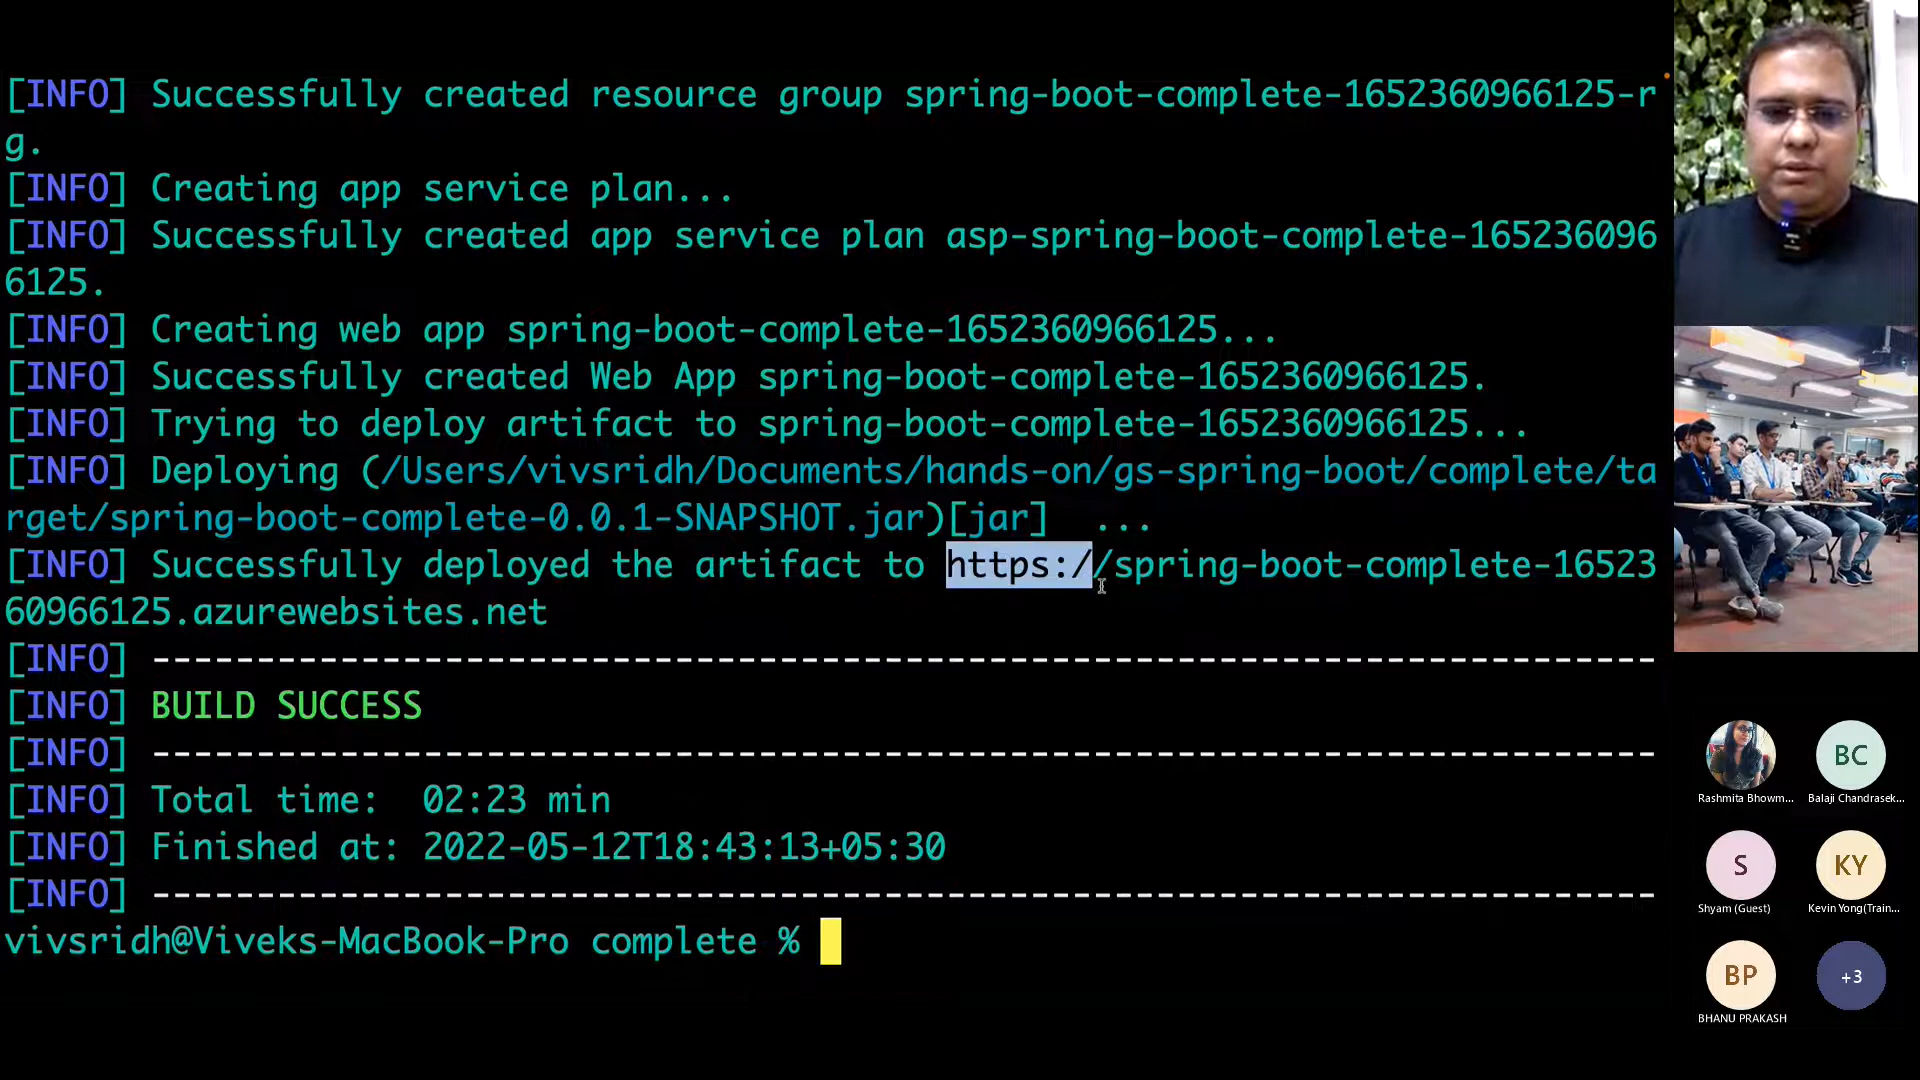 [INFO] Successfully created resource group spring-boot-complete-1652360966125-r
g.
[INFO] Creating app service plan...
[INFO] Successfully created app service plan asp-spring-boot-complete-165236096
6125.
[INFO] Creating web app spring-boot-complete-1652360966125...
[INFO] Successfully created Web App spring-boot-complete-1652360966125.
[INFO] Trying to deploy artifact to spring-boot-complete-1652360966125...
[INFO] Deploying (/Users/vivsridh/Documents/hands-on/gs-spring-boot/complete/ta
rget/spring-boot-complete-0.0.1-SNAPSHOT.jar)[jar]  ...
[INFO] Successfully deployed the artifact to https://spring-boot-complete-16523
60966125.azurewebsites.net
[INFO] ------------------------------------------------------------------------
[INFO] BUILD SUCCESS
[INFO] ------------------------------------------------------------------------
[INFO] Total time:  02:23 min
[INFO] Finished at: 2022-05-12T18:43:13+05:30
[INFO] ------------------------------------------------------------------------
vivsridh@Viveks-MacBook-Pro complete %
BC
Rashmita Bhowm...
Balaji Chandrasek...
S
KY
Shyam (Guest)
Kevin Yong(Train...
BP
+3
BHANU PRAKASH